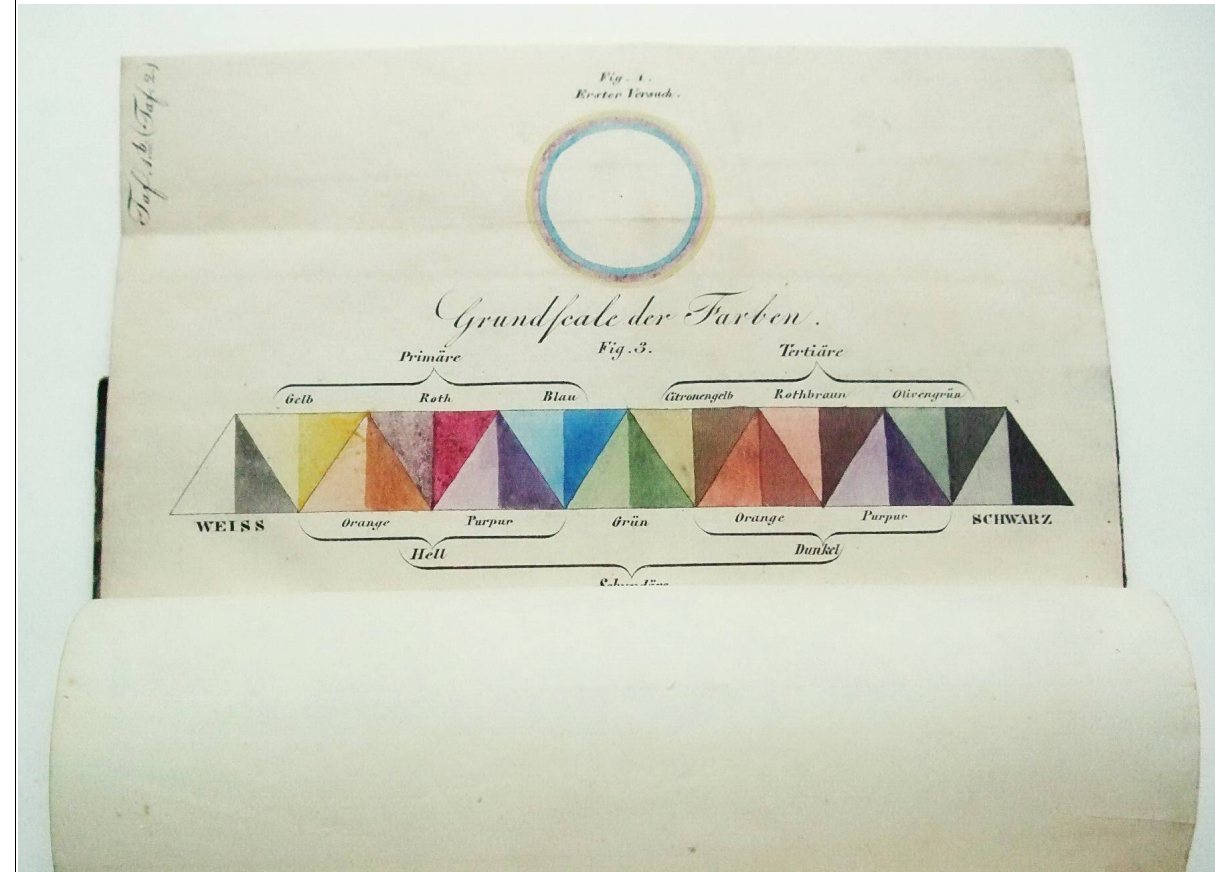 Taf. 1. b. (Taf. 2)
Fig. 1.
Erster Versuch.
Grundscale der Farben.
Fig. 3.
Primäre Tertiäre
Gelb Roth Blau Citronengelb Rothbraun Olivengrün
WEISS Orange Purpur Grün Orange Purpur SCHWARZ
Hell Dunkel